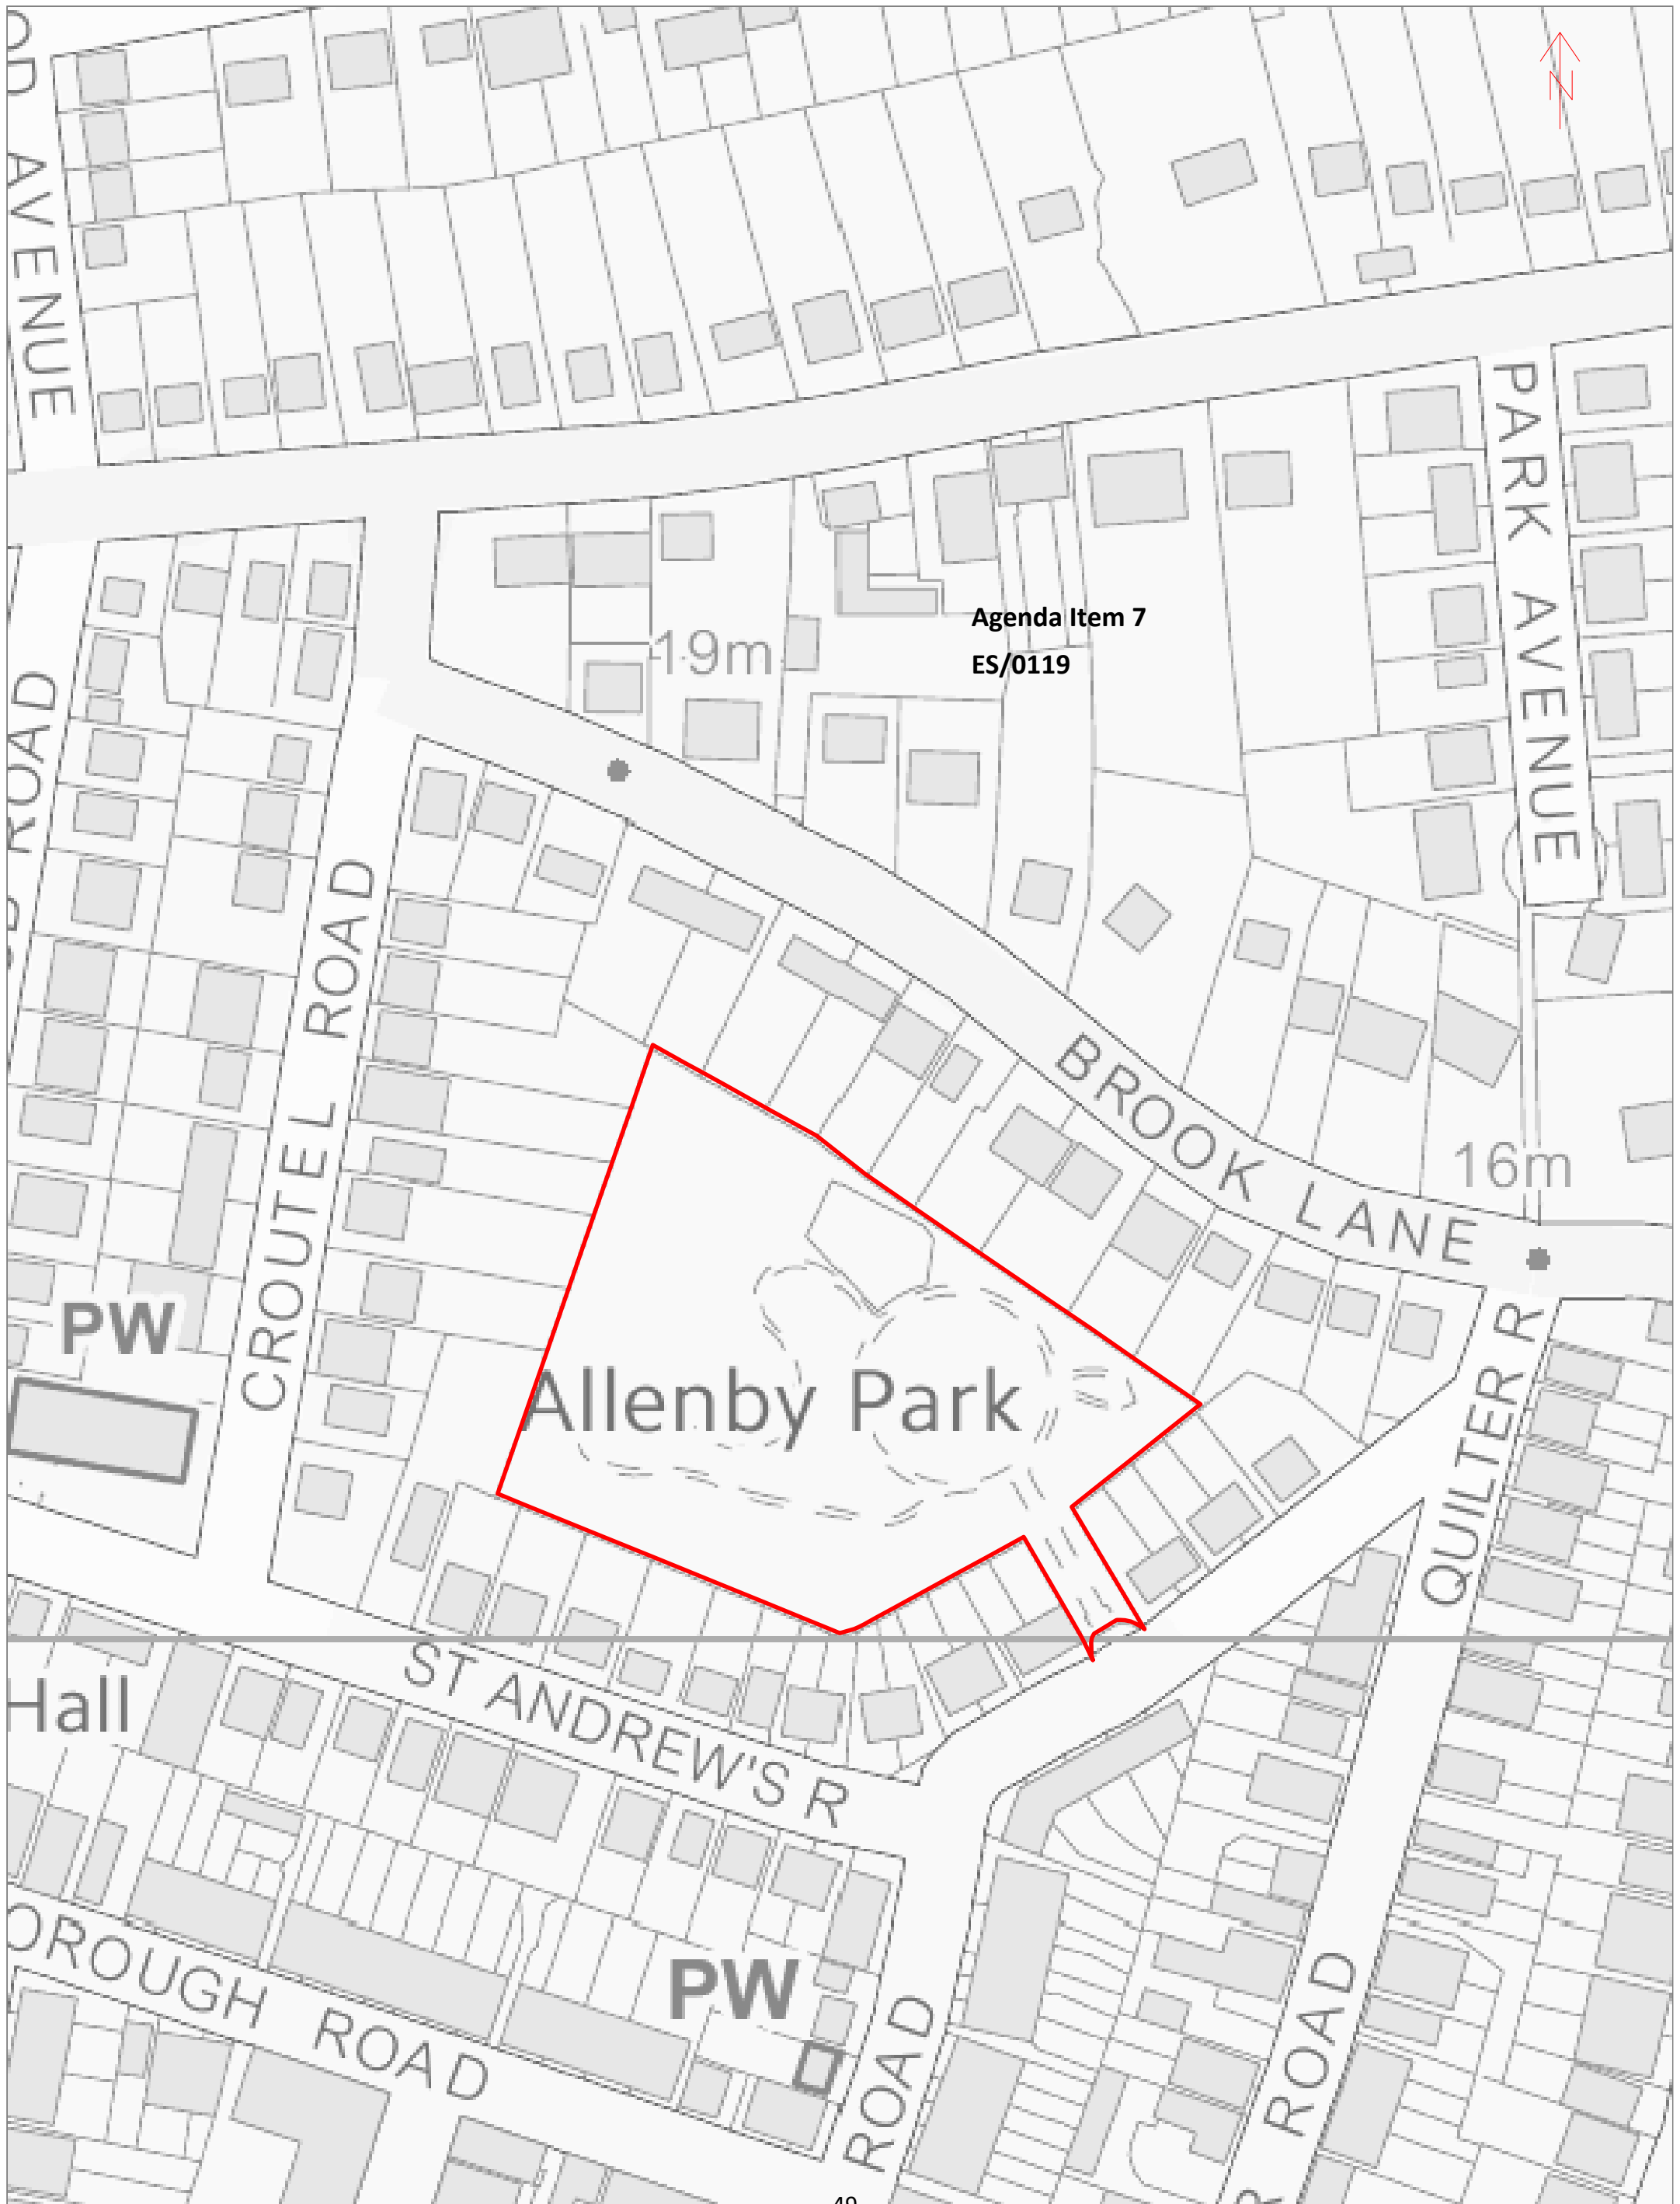 N
AVENUE
PARK AVENUE
Agenda Item 7
19m
ES/0119
ROAD
CROUTEL ROAD
BROOK LANE
16m
PW
Allenby Park
QUILTER R
Hall
ST ANDREW'S R
PW
OROUGH ROAD
ROAD
ROAD
49